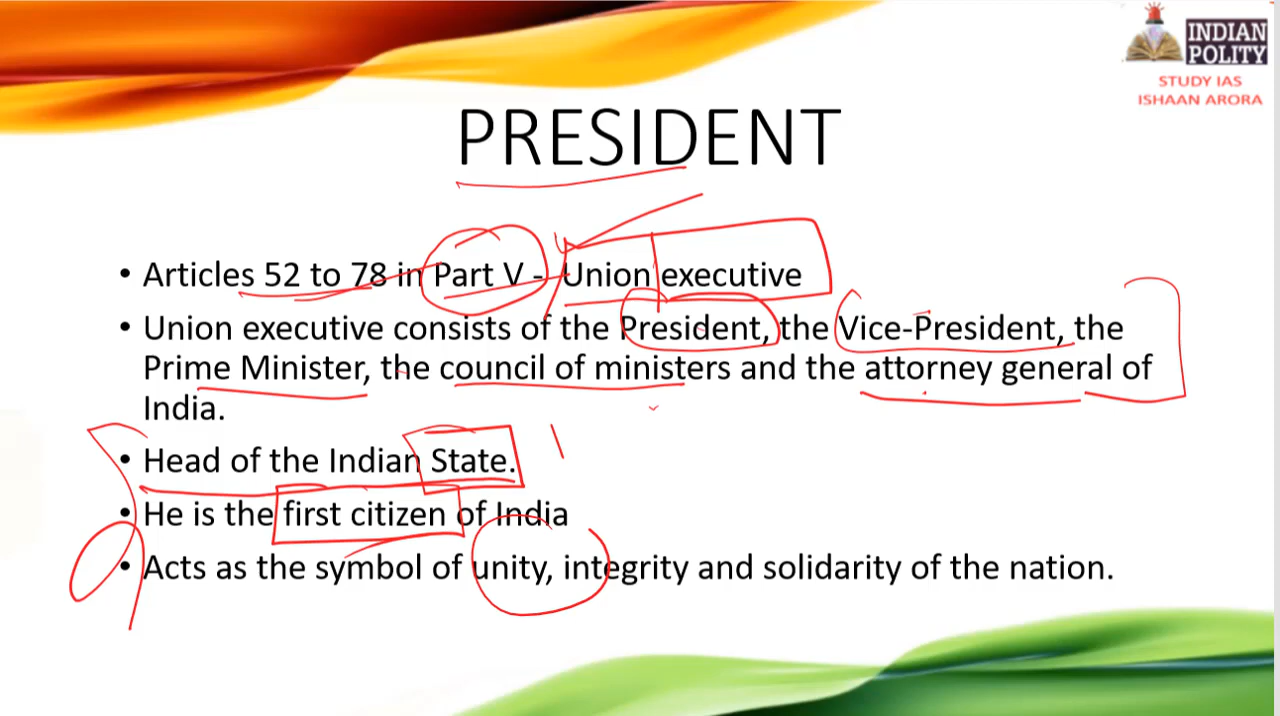 INDIAN
POLITY
STUDY IAS
ISHAAN ARORA
PRESIDENT
• Articles 52 to 78 in Part V - Union executive
• Union executive consists of the President, the Vice-President, the
Prime Minister, the council of ministers and the attorney general of
India.
• Head of the Indian State.
• He is the first citizen of India
• Acts as the symbol of unity, integrity and solidarity of the nation.